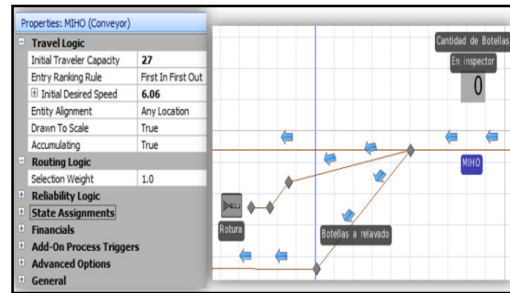 Properties: MIHO (Conveyor)
Travel Logic
Initial Traveler Capacity 27
Entry Ranking Rule First In First Out
Initial Desired Speed 6.06
Entity Alignment Any Location
Drawn To Scale True
Accumulating True
Routing Logic
Selection Weight 1.0
Reliability Logic
State Assignments
Financials
Add-On Process Triggers
Advanced Options
General
Cantidad de Botellas
En inspector
0
MIHO
Rotura
Botellas a relavado